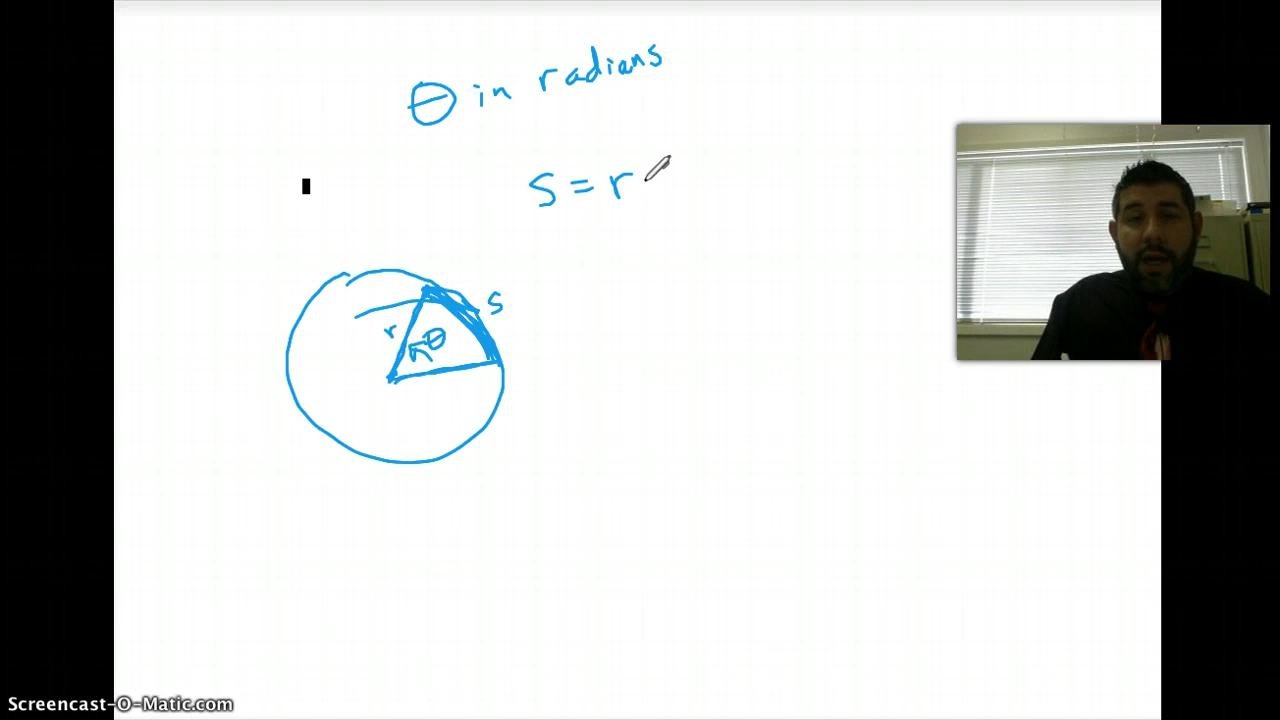 θ in radians
S = r
S
r
θ
Screencast-O-Matic.com